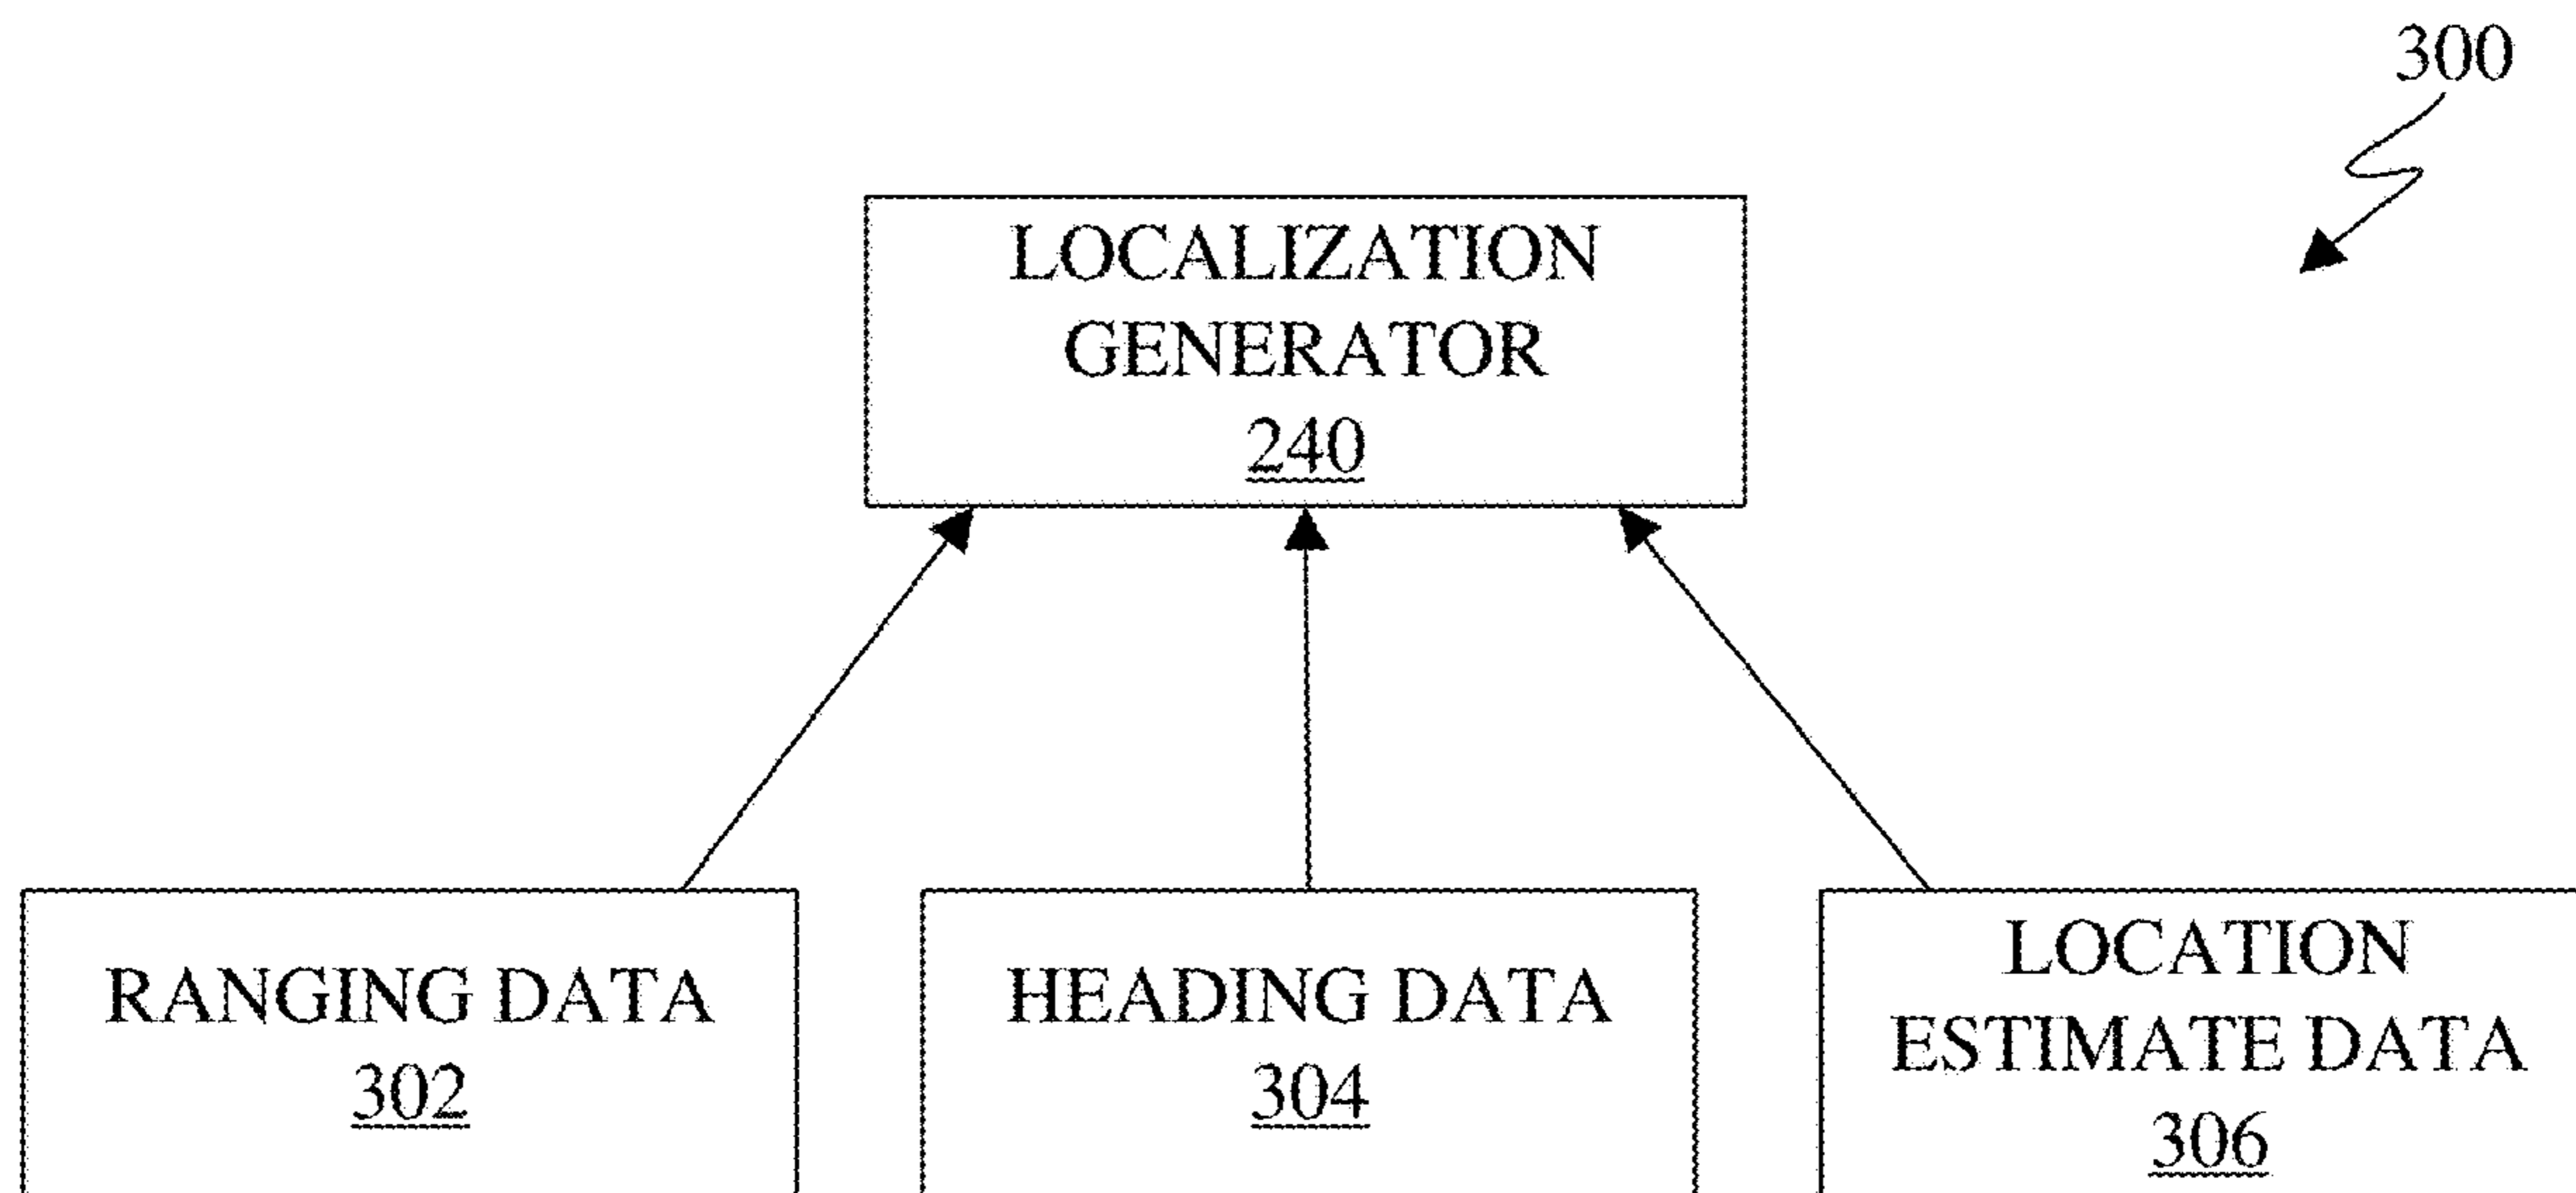 300
LOCALIZATION
GENERATOR
240
RANGING DATA
302
HEADING DATA
304
LOCATION
ESTIMATE DATA
306